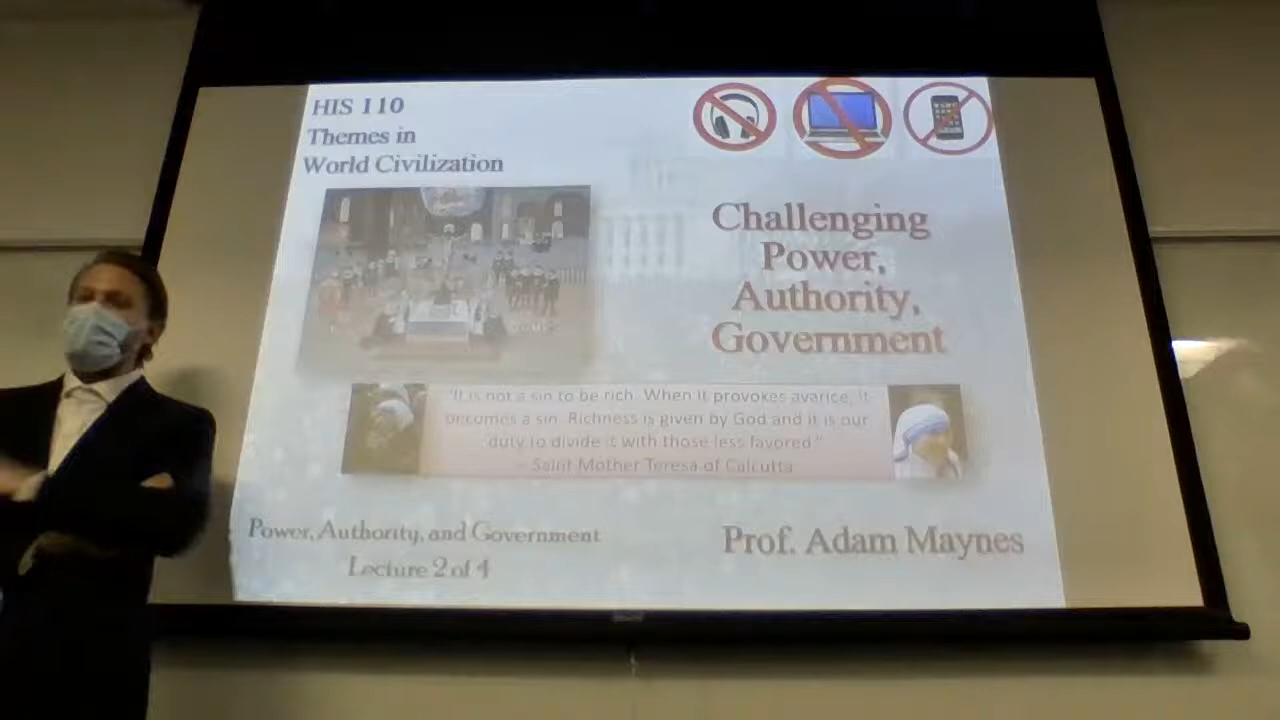 HIS 110
Themes in
World Civilization
Challenging
Power,
Authority,
Government
"It is not a sin to be rich. When it provokes avarice, it
becomes a sin. Richness is given by God and it is our
duty to divide it with those less favored"
- Saint Mother Teresa of Calcutta
Power, Authority, and Government
Lecture 2 of 4
Prof. Adam Maynes